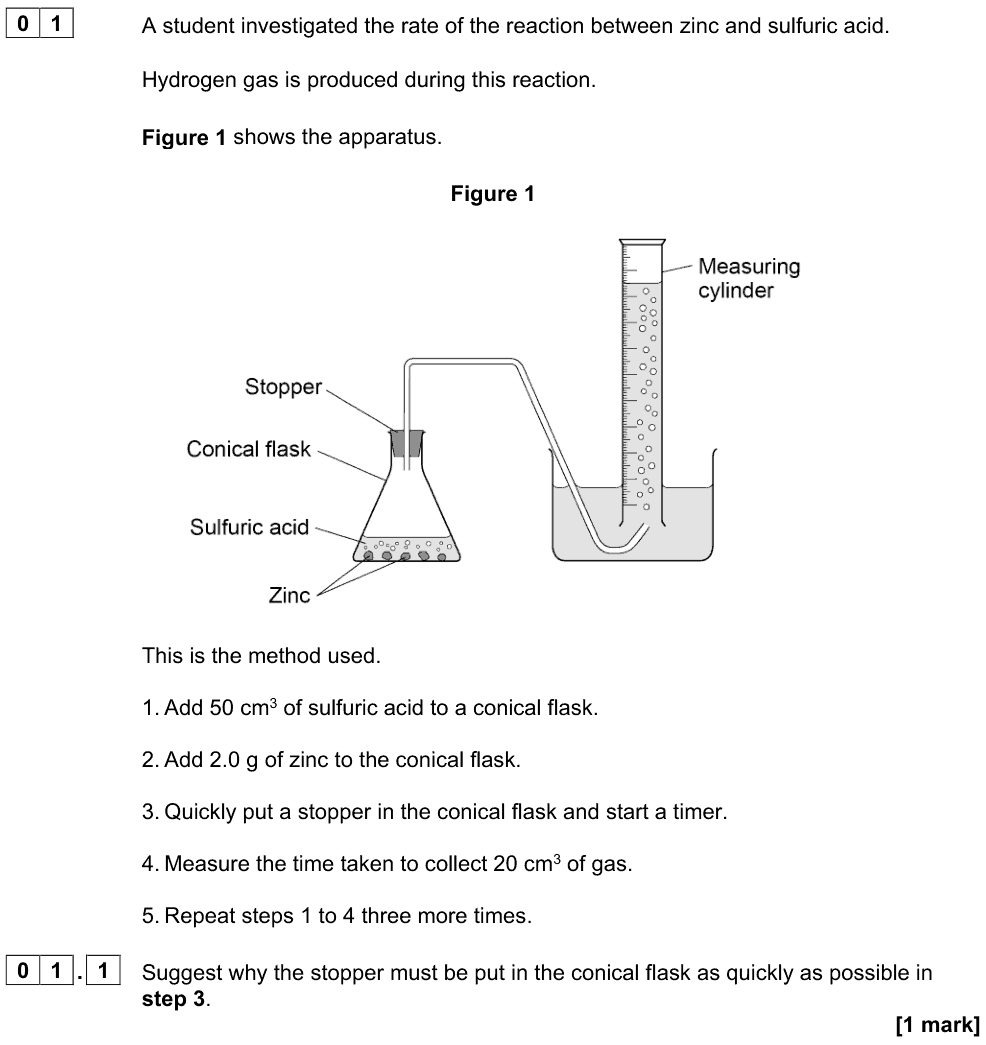 0 1 A student investigated the rate of the reaction between zinc and sulfuric acid.
Hydrogen gas is produced during this reaction.
Figure 1 shows the apparatus.
Figure 1
Measuring
cylinder
Stopper
Conical flask
Sulfuric acid
Zinc
This is the method used.
1. Add 50 cm³ of sulfuric acid to a conical flask.
2. Add 2.0 g of zinc to the conical flask.
3. Quickly put a stopper in the conical flask and start a timer.
4. Measure the time taken to collect 20 cm³ of gas.
5. Repeat steps 1 to 4 three more times.
0 1 . 1 Suggest why the stopper must be put in the conical flask as quickly as possible in
step 3.
[1 mark]